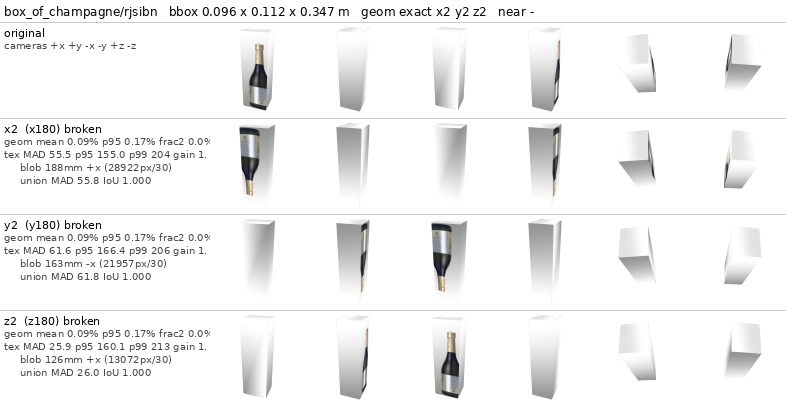 box_of_champagne/rjsibn   bbox 0.096 x 0.112 x 0.347 m   geom exact x2 y2 z2   near -
original
cameras +x +y -x -y +z -z
x2  (x180) broken
geom mean 0.09% p95 0.17% frac2 0.0%
tex MAD 55.5 p95 155.0 p99 204 gain 1.
blob 188mm +x (28922px/30)
union MAD 55.8 IoU 1.000
y2  (y180) broken
geom mean 0.09% p95 0.17% frac2 0.0%
tex MAD 61.6 p95 166.4 p99 206 gain 1.
blob 163mm -x (21957px/30)
union MAD 61.8 IoU 1.000
z2  (z180) broken
geom mean 0.09% p95 0.17% frac2 0.0%
tex MAD 25.9 p95 160.1 p99 213 gain 1.
blob 126mm +x (13072px/30)
union MAD 26.0 IoU 1.000